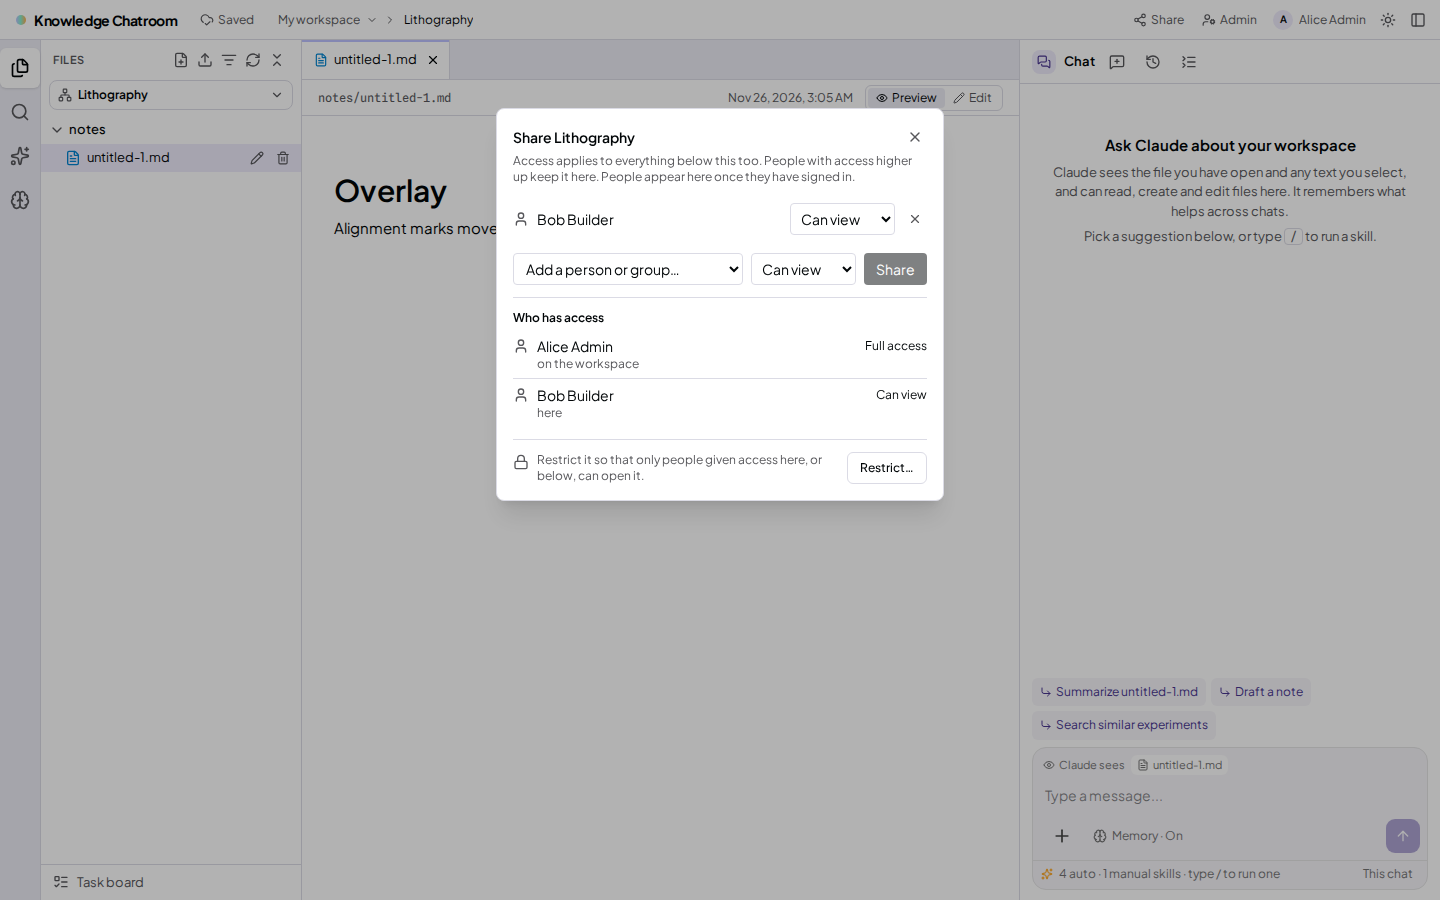 Knowledge Chatroom
Saved
My workspace
Lithography
Share
Admin
A
Alice Admin
FILES
Lithography
notes
untitled-1.md
Task board
untitled-1.md
notes/untitled-1.md
Nov 26, 2026, 3:05 AM
Preview
Edit
Overlay
Alignment marks move
Share Lithography
Access applies to everything below this too. People with access higher
up keep it here. People appear here once they have signed in.
Bob Builder
Can view
Add a person or group...
Can view
Share
Who has access
Alice Admin
Full access
on the workspace
Bob Builder
Can view
here
Restrict it so that only people given access here, or
below, can open it.
Restrict...
Chat
Ask Claude about your workspace
Claude sees the file you have open and any text you select,
and can read, create and edit files here. It remembers what
helps across chats.
Pick a suggestion below, or type / to run a skill.
Summarize untitled-1.md
Draft a note
Search similar experiments
Claude sees
untitled-1.md
Type a message...
Memory · On
4 auto · 1 manual skills · type / to run one
This chat